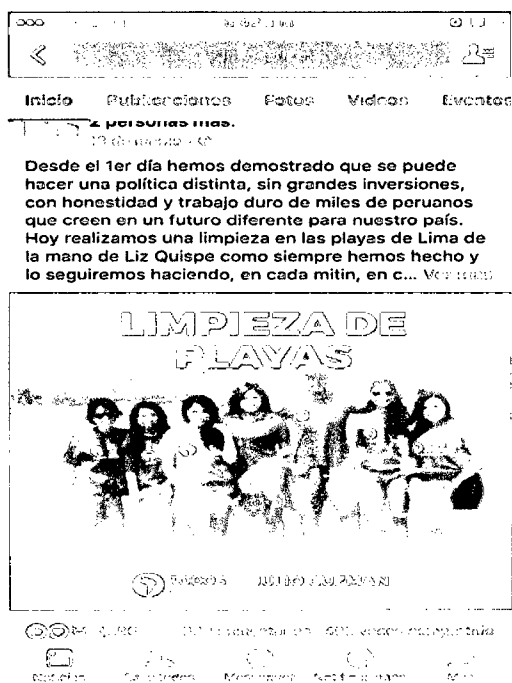 Inicio Publicaciones Fotos Videos Eventos
2 personas más.
Desde el 1er día hemos demostrado que se puede
hacer una política distinta, sin grandes inversiones,
con honestidad y trabajo duro de miles de peruanos
que creen en un futuro diferente para nuestro país.
Hoy realizamos una limpieza en las playas de Lima de
la mano de Liz Quispe como siempre hemos hecho y
lo seguiremos haciendo, en cada mitin, en c... Ver más
LIMPIEZA DE
PLAYAS